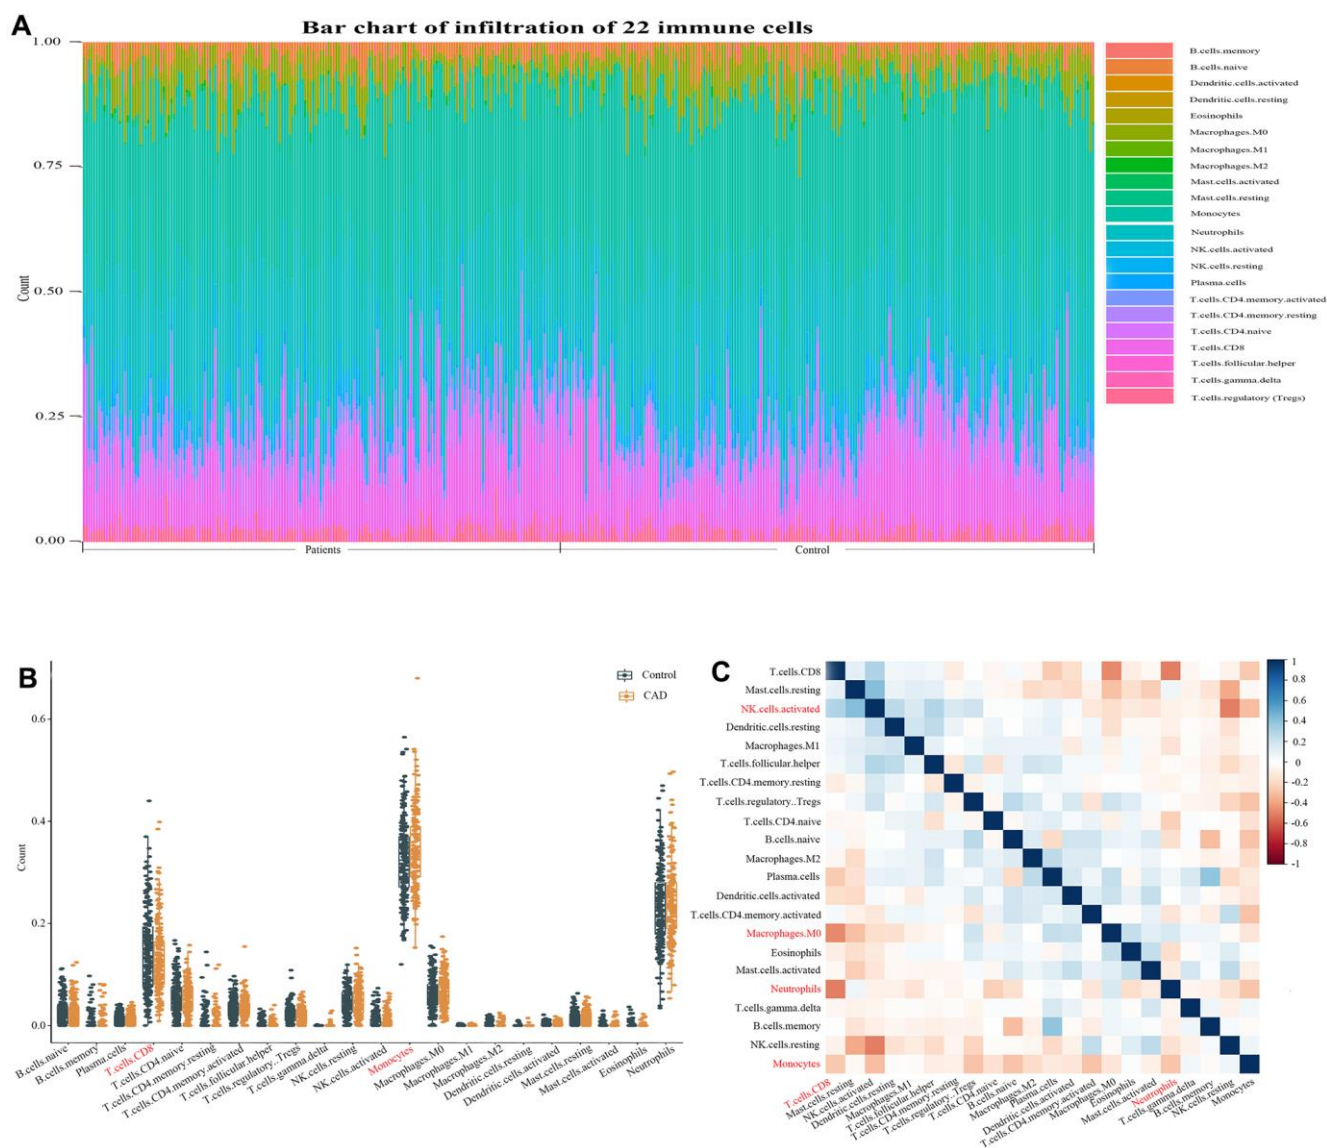 A
Bar chart of infiltration of 22 immune cells
1.00
0.75
0.50
0.25
0.00
Count
Patients
Control
B.cells.memory
B.cells.naive
Dendritic.cells.activated
Dendritic.cells.resting
Eosinophils
Macrophages.M0
Macrophages.M1
Macrophages.M2
Mast.cells.activated
Mast.cells.resting
Monocytes
Neutrophils
NK.cells.activated
NK.cells.resting
Plasma.cells
T.cells.CD4.memory.activated
T.cells.CD4.memory.resting
T.cells.CD4.naive
T.cells.CD8
T.cells.follicular.helper
T.cells.gamma.delta
T.cells.regulatory (Tregs)
B
Control
CAD
0.6
0.4
0.2
0.0
Count
B.cells.naive
B.cells.memory
Plasma.cells
T.cells.CD8
T.cells.CD4.naive
T.cells.CD4.memory.resting
T.cells.CD4.memory.activated
T.cells.follicular.helper
T.cells.regulatory..Tregs
T.cells.gamma.delta
NK.cells.resting
NK.cells.activated
Monocytes
Macrophages.M0
Macrophages.M1
Macrophages.M2
Dendritic.cells.resting
Dendritic.cells.activated
Mast.cells.resting
Mast.cells.activated
Eosinophils
Neutrophils
C
T.cells.CD8
Mast.cells.resting
NK.cells.activated
Dendritic.cells.resting
Macrophages.M1
T.cells.follicular.helper
T.cells.CD4.memory.resting
T.cells.regulatory..Tregs
T.cells.CD4.naive
B.cells.naive
Macrophages.M2
Plasma.cells
Dendritic.cells.activated
T.cells.CD4.memory.activated
Macrophages.M0
Eosinophils
Mast.cells.activated
Neutrophils
T.cells.gamma.delta
B.cells.memory
NK.cells.resting
Monocytes
T.cells.CD8
Mast.cells.resting
NK.cells.activated
Dendritic.cells.resting
Macrophages.M1
T.cells.follicular.helper
T.cells.CD4.memory.resting
T.cells.regulatory..Tregs
T.cells.CD4.naive
B.cells.naive
Macrophages.M2
Plasma.cells
Dendritic.cells.activated
T.cells.CD4.memory.activated
Macrophages.M0
Eosinophils
Mast.cells.activated
Neutrophils
T.cells.gamma.delta
B.cells.memory
NK.cells.resting
Monocytes
1
0.8
0.6
0.4
0.2
0
-0.2
-0.4
-0.6
-0.8
-1